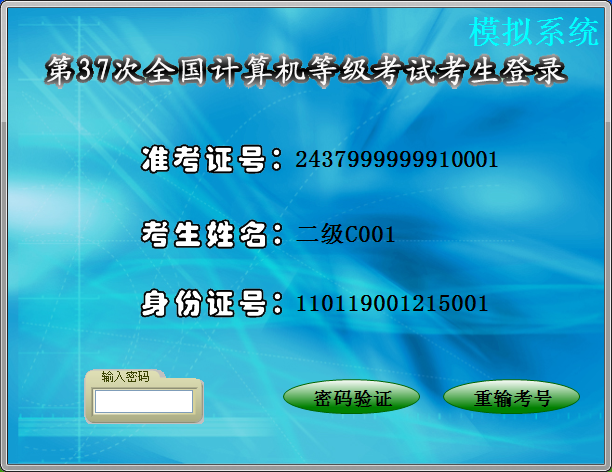 模拟系统
第37次全国计算机等级考试考生登录
准考证号：2437999999910001
考生姓名：二级C001
身份证号：110119001215001
输入密码
密码验证 重输考号